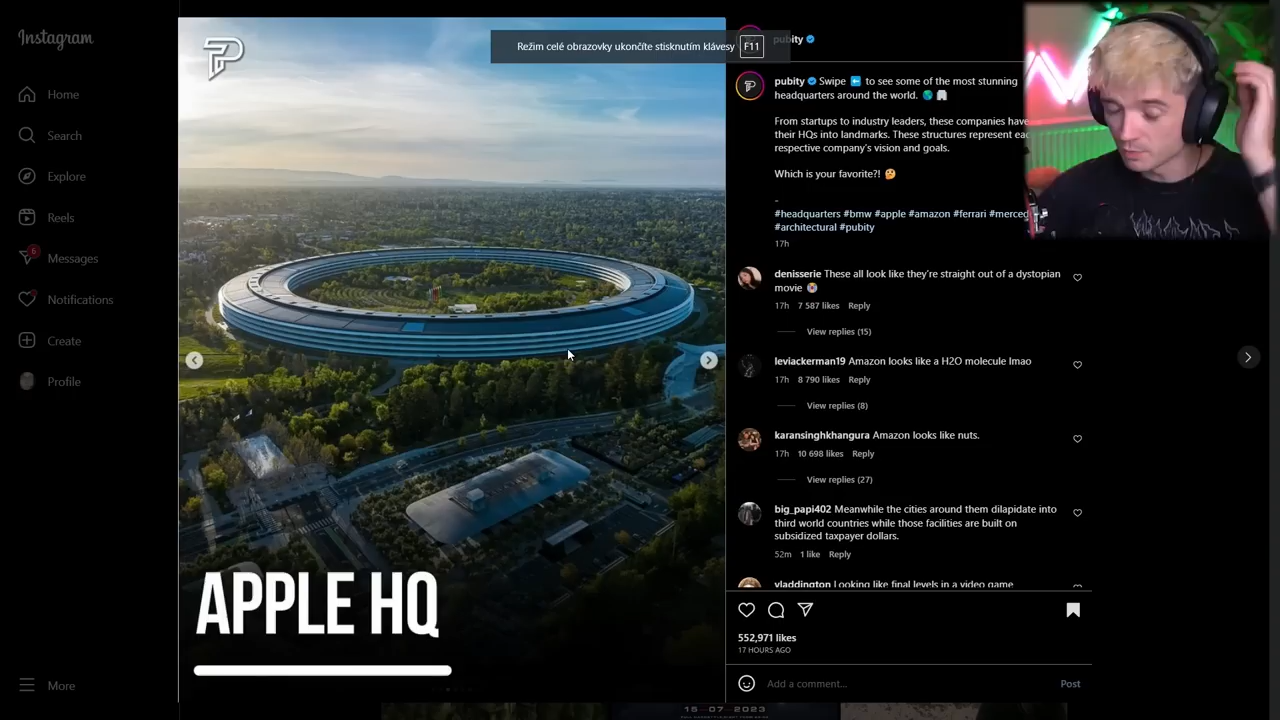 Instagram
Home
Search
Explore
Reels
6
Messages
Notifications
Create
Profile
More
Režim celé obrazovky ukončíte stisknutím klávesy F11
APPLE HQ
pubity
pubity Swipe ⬅️ to see some of the most stunning
headquarters around the world. 🌎 🏢
From startups to industry leaders, these companies have
their HQs into landmarks. These structures represent
respective company's vision and goals.
Which is your favorite?! 🤔
-
#headquarters #bmw #apple #amazon #ferrari
#architectural #pubity
17h
denisserie These all look like they're straight out of a dystopian
movie
17h 7 587 likes Reply
View replies (15)
leviackerman19 Amazon looks like a H2O molecule lmao
17h 8 790 likes Reply
View replies (8)
karansinghkhangura Amazon looks like nuts.
17h 10 698 likes Reply
View replies (27)
big_papi402 Meanwhile the cities around them dilapidate into
third world countries while those facilities are built on
subsidized taxpayer dollars.
52m 1 like Reply
vladdington Looking like final levels in a video game
552,971 likes
17 HOURS AGO
Add a comment...
Post
15-07-2023